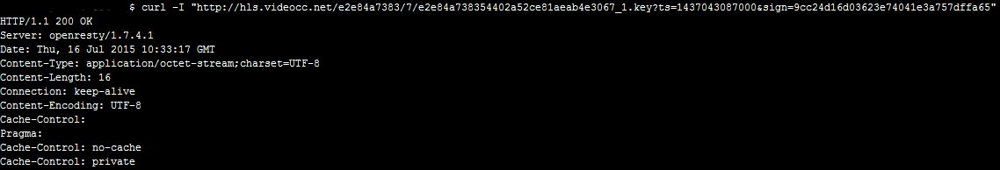 $ curl -I "http://hls.videocc.net/e2e84a7383/7/e2e84a738354402a52ce81aeab4e3067_1.key?ts=1437043087000&sign=9cc24d16d03623e74041e3a757dffa65"
HTTP/1.1 200 OK
Server: openresty/1.7.4.1
Date: Thu, 16 Jul 2015 10:33:17 GMT
Content-Type: application/octet-stream;charset=UTF-8
Content-Length: 16
Connection: keep-alive
Content-Encoding: UTF-8
Cache-Control:
Pragma:
Cache-Control: no-cache
Cache-Control: private